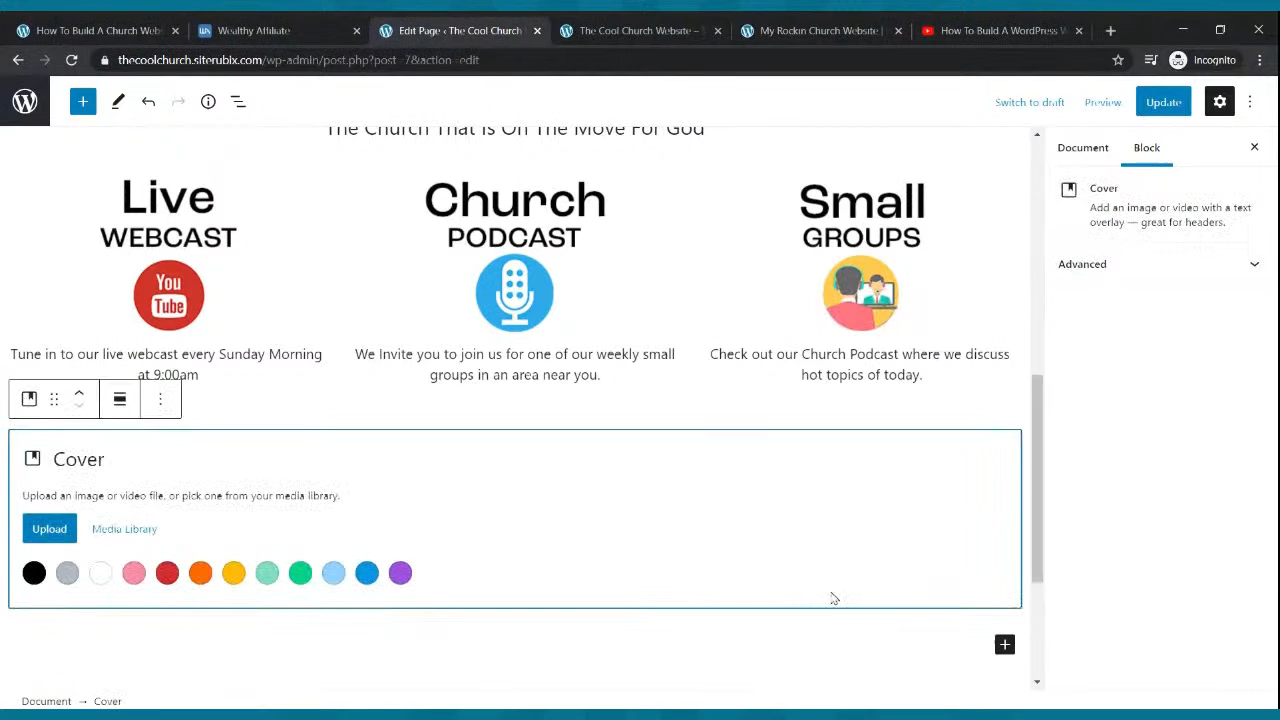 How To Build A Church Web
Wealthy Affiliate
Edit Page ‹ The Cool Church
The Cool Church Website –
My Rockin Church Website |
How To Build A WordPress W
thecoolchurch.siterubix.com/wp-admin/post.php?post=7&action=edit
Incognito
Switch to draft
Preview
Update
The Church That Is On The Move For God
Document
Block
Cover
Add an image or video with a text
overlay — great for headers.
Advanced
Live
WEBCAST
You
Tube
Tune in to our live webcast every Sunday Morning
at 9:00am
Church
PODCAST
We Invite you to join us for one of our weekly small
groups in an area near you.
Small
GROUPS
Check out our Church Podcast where we discuss
hot topics of today.
Cover
Upload an image or video file, or pick one from your media library.
Upload
Media Library
Document → Cover